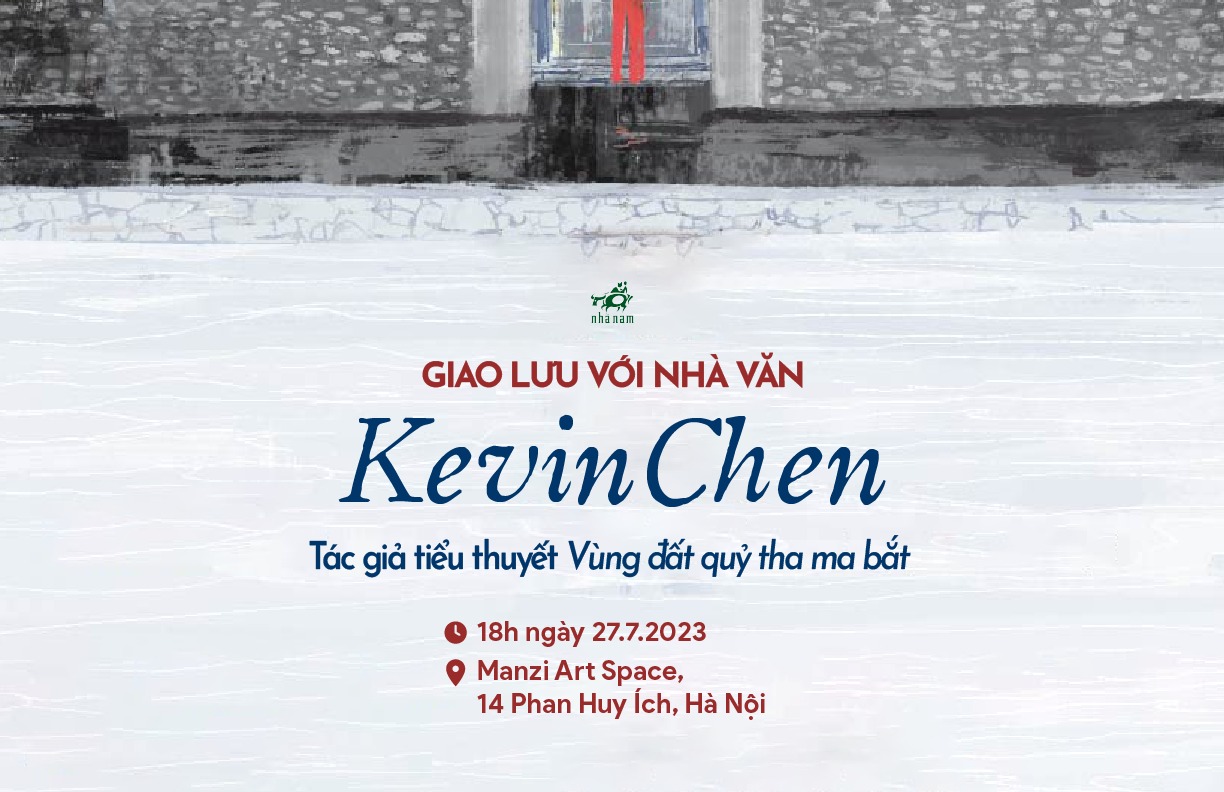 nhã nam
GIAO LƯU VỚI NHÀ VĂN
Kevin Chen
Tác giả tiểu thuyết Vùng đất quỷ tha ma bắt
18h ngày 27.7.2023
Manzi Art Space,
14 Phan Huy Ích, Hà Nội